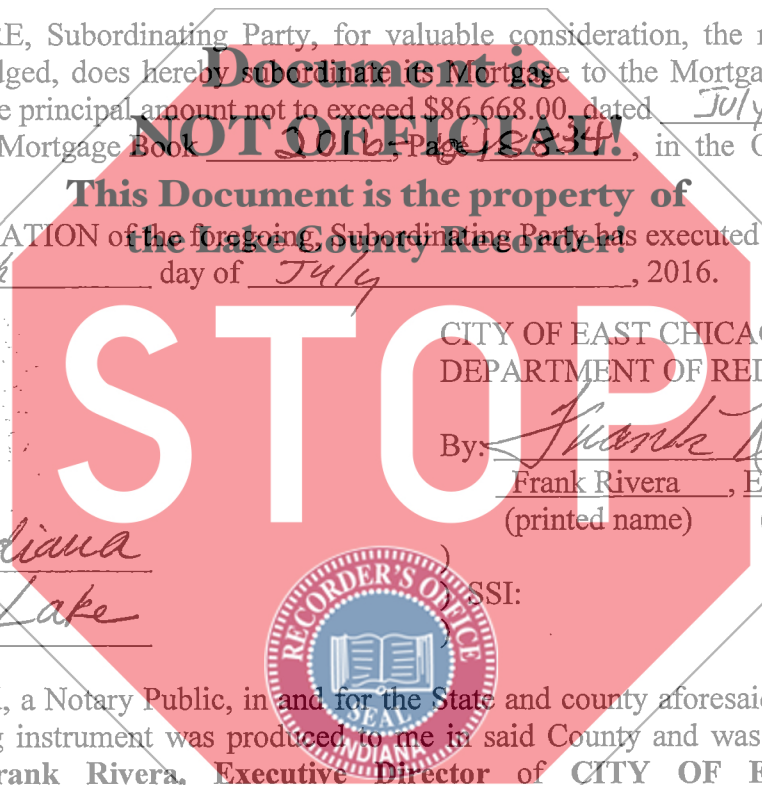 RE, Subordinating Party, for valuable consideration, the
dged, does hereby subordinate its Mortgage to the Mortga
Document is
e principal amount not to exceed $86,668.00, dated July
NOT OFFICIAL!
Mortgage Book 2016, Page 18834, in the C
This Document is the property of
the Lake County Recorder!
ATION of the foregoing, Subordinating Party has executed
day of July, 2016.
STOP
CITY OF EAST CHICA
DEPARTMENT OF RE
By: Frank
Frank Rivera, E
(printed name) (
diana
Lake
)
) SSI:
)
RECORDER'S OFFICE
SEAL
INDIANA
, a Notary Public, in and for the State and county aforesai
g instrument was produced to me in said County and was
rank Rivera, Executive Director of CITY OF E